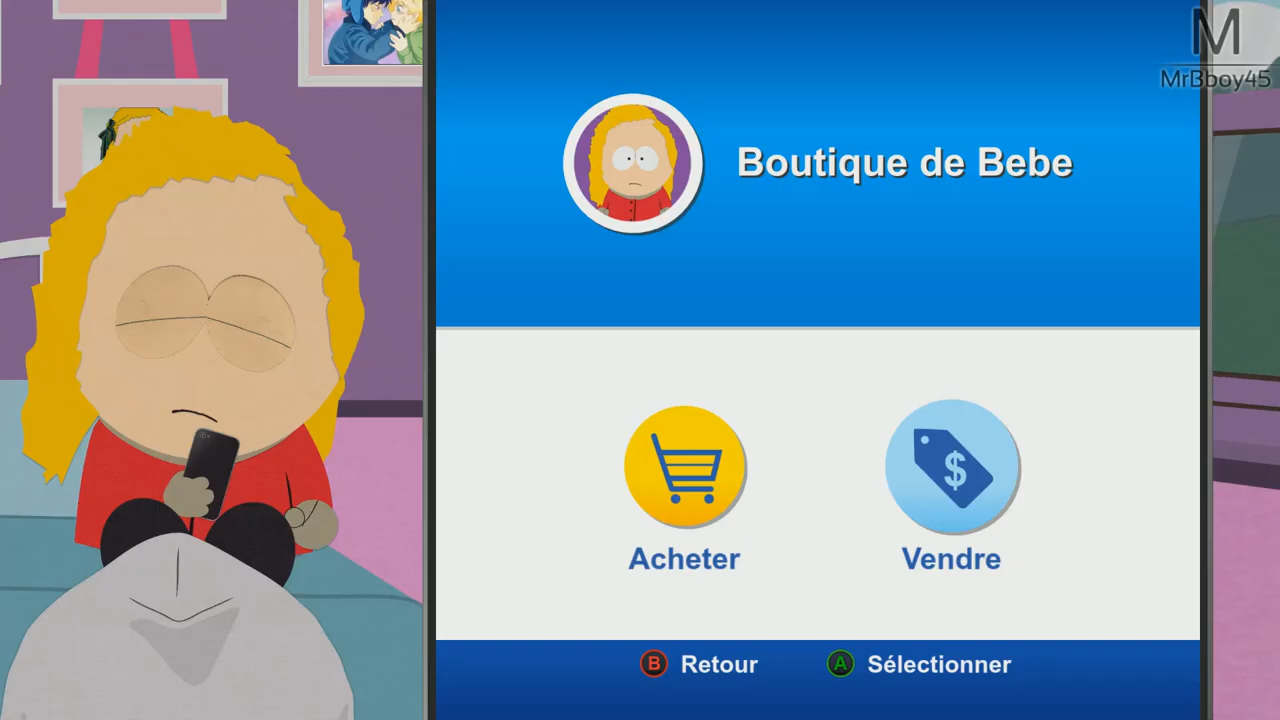 M
MrBboy45
Boutique de Bebe
$
Acheter
Vendre
B Retour
A Sélectionner